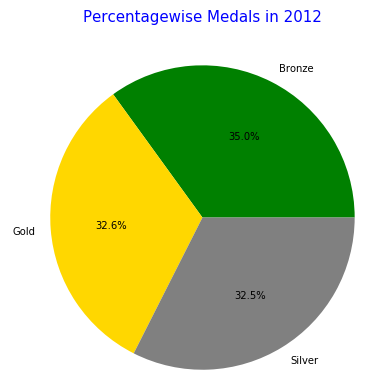 Percentagewise Medals in 2012
Bronze
35.0%
Gold
32.6%
32.5%
Silver